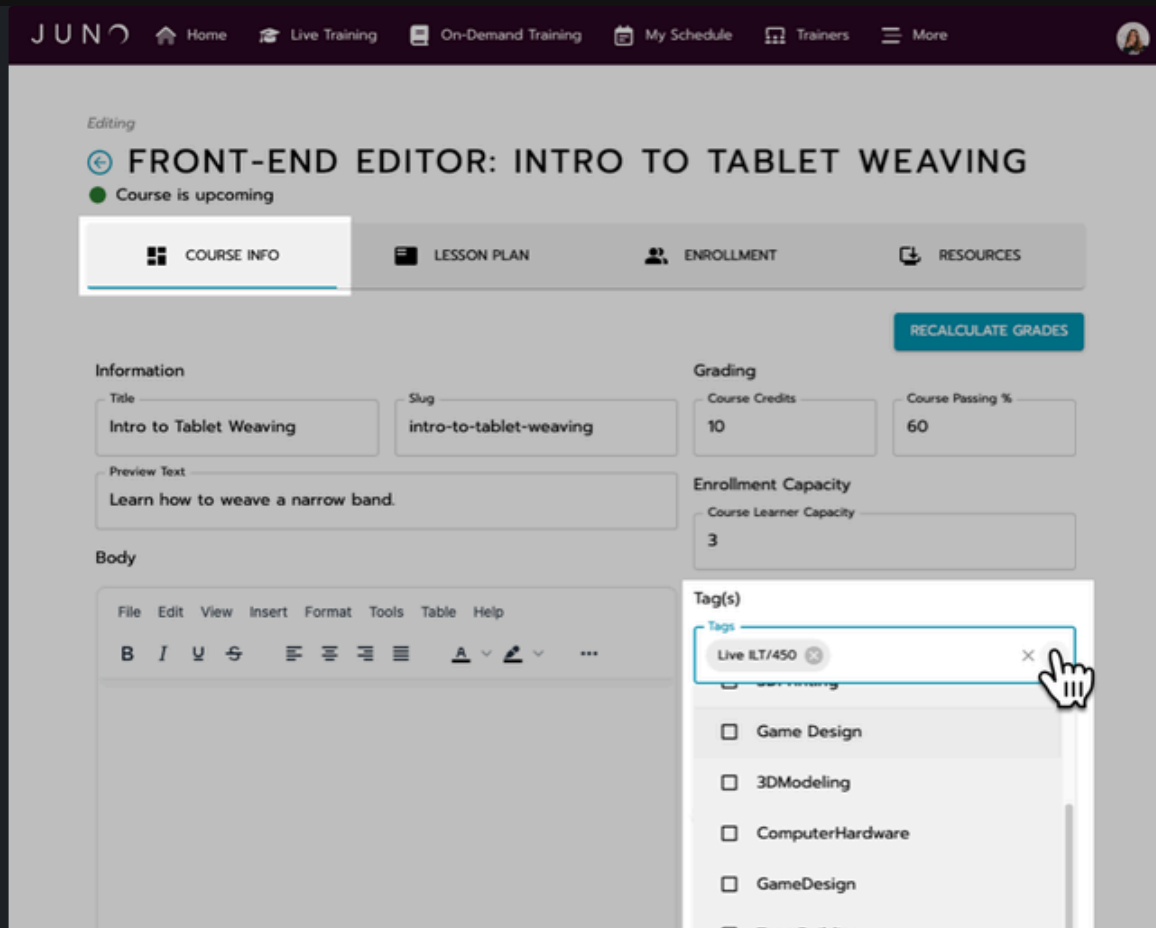 JUNO Home Live Training On-Demand Training My Schedule Trainers More
Editing
FRONT-END EDITOR: INTRO TO TABLET WEAVING
Course is upcoming
COURSE INFO LESSON PLAN ENROLLMENT RESOURCES
RECALCULATE GRADES
Information
Title
Intro to Tablet Weaving
Slug
intro-to-tablet-weaving
Preview Text
Learn how to weave a narrow band.
Body
File Edit View Insert Format Tools Table Help
B I U S A
Grading
Course Credits
10
Course Passing %
60
Enrollment Capacity
Course Learner Capacity
3
Tag(s)
Tags
Live ILT/450
Game Design
3DModeling
ComputerHardware
GameDesign